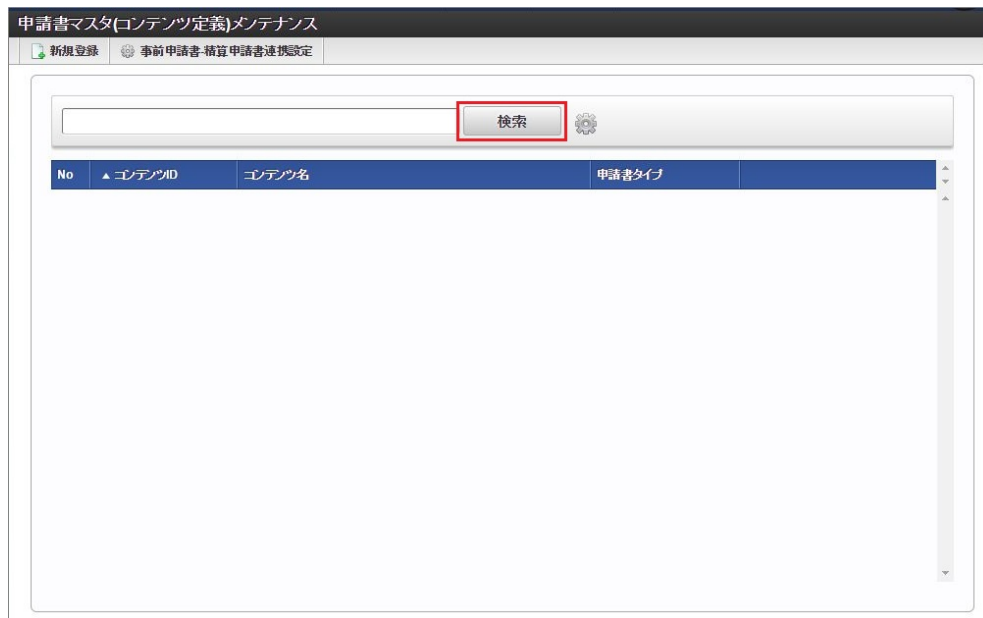 申請書マスタ(コンテンツ定義)メンテナンス
新規登録 事前申請書-精算申請書連携設定
検索
No ▲ コンテンツID コンテンツ名 申請書タイプ